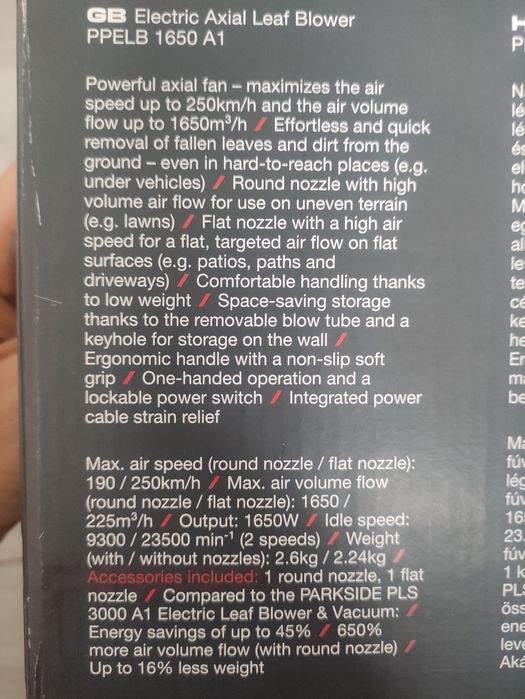 GB Electric Axial Leaf Blower
PPELB 1650 A1
Powerful axial fan – maximizes the air
speed up to 250km/h and the air volume
flow up to 1650m³/h / Effortless and quick
removal of fallen leaves and dirt from the
ground – even in hard-to-reach places (e.g.
under vehicles) / Round nozzle with high
volume air flow for use on uneven terrain
(e.g. lawns) / Flat nozzle with a high air
speed for a flat, targeted air flow on flat
surfaces (e.g. patios, paths and
driveways) / Comfortable handling thanks
to low weight / Space-saving storage
thanks to the removable blow tube and a
keyhole for storage on the wall /
Ergonomic handle with a non-slip soft
grip / One-handed operation and a
lockable power switch / Integrated power
cable strain relief
Max. air speed (round nozzle / flat nozzle):
190 / 250km/h / Max. air volume flow
(round nozzle / flat nozzle): 1650 /
225m³/h / Output: 1650W / Idle speed:
9300 / 23500 min⁻¹ (2 speeds) / Weight
(with / without nozzles): 2.6kg / 2.24kg /
Accessories included: 1 round nozzle, 1 flat
nozzle / Compared to the PARKSIDE PLS
3000 A1 Electric Leaf Blower & Vacuum: /
Energy savings of up to 45% / 650%
more air volume flow (with round nozzle) /
Up to 16% less weight